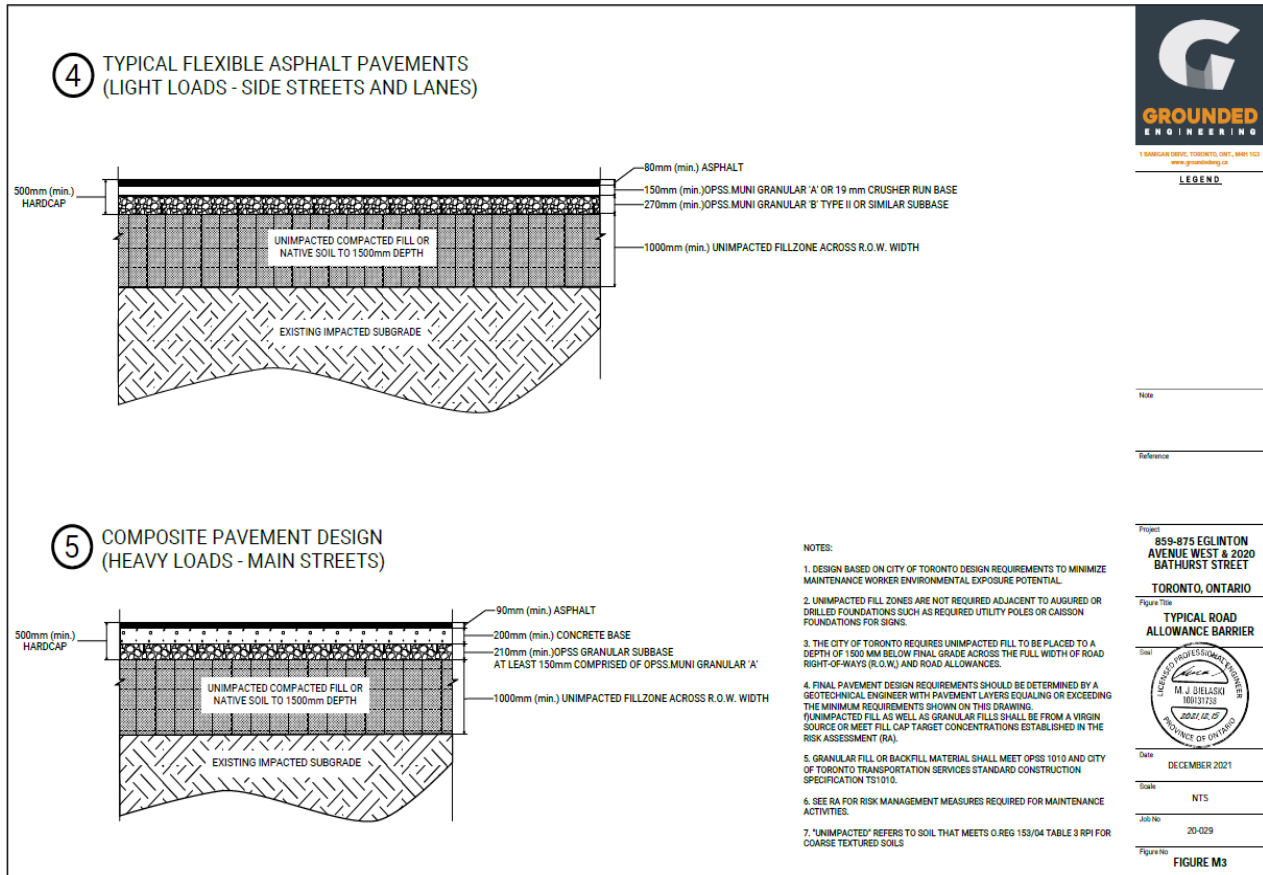 4
TYPICAL FLEXIBLE ASPHALT PAVEMENTS
(LIGHT LOADS - SIDE STREETS AND LANES)
500mm (min.)
HARDCAP
80mm (min.) ASPHALT
150mm (min.)OPSS.MUNI GRANULAR 'A' OR 19 mm CRUSHER RUN BASE
270mm (min.)OPSS.MUNI GRANULAR 'B' TYPE II OR SIMILAR SUBBASE
1000mm (min.) UNIMPACTED FILLZONE ACROSS R.O.W. WIDTH
UNIMPACTED COMPACTED FILL OR
NATIVE SOIL TO 1500mm DEPTH
EXISTING IMPACTED SUBGRADE
5
COMPOSITE PAVEMENT DESIGN
(HEAVY LOADS - MAIN STREETS)
500mm (min.)
HARDCAP
90mm (min.) ASPHALT
200mm (min.) CONCRETE BASE
210mm (min.)OPSS GRANULAR SUBBASE
AT LEAST 150mm COMPRISED OF OPSS.MUNI GRANULAR 'A'
1000mm (min.) UNIMPACTED FILLZONE ACROSS R.O.W. WIDTH
UNIMPACTED COMPACTED FILL OR
NATIVE SOIL TO 1500mm DEPTH
EXISTING IMPACTED SUBGRADE
NOTES:
1. DESIGN BASED ON CITY OF TORONTO DESIGN REQUIREMENTS TO MINIMIZE
MAINTENANCE WORKER ENVIRONMENTAL EXPOSURE POTENTIAL.
2. UNIMPACTED FILL ZONES ARE NOT REQUIRED ADJACENT TO AUGURED OR
DRILLED FOUNDATIONS SUCH AS REQUIRED UTILITY POLES OR CAISSON
FOUNDATIONS FOR SIGNS.
3. THE CITY OF TORONTO REQUIRES UNIMPACTED FILL TO BE PLACED TO A
DEPTH OF 1500 MM BELOW FINAL GRADE ACROSS THE FULL WIDTH OF ROAD
RIGHT-OF-WAYS (R.O.W.) AND ROAD ALLOWANCES.
4. FINAL PAVEMENT DESIGN REQUIREMENTS SHOULD BE DETERMINED BY A
GEOTECHNICAL ENGINEER WITH PAVEMENT LAYERS EQUALING OR EXCEEDING
THE MINIMUM REQUIREMENTS SHOWN ON THIS DRAWING.
f)UNIMPACTED FILL AS WELL AS GRANULAR FILLS SHALL BE FROM A VIRGIN
SOURCE OR MEET FILL CAP TARGET CONCENTRATIONS ESTABLISHED IN THE
RISK ASSESSMENT (RA).
5. GRANULAR FILL OR BACKFILL MATERIAL SHALL MEET OPSS 1010 AND CITY
OF TORONTO TRANSPORTATION SERVICES STANDARD CONSTRUCTION
SPECIFICATION TS1010.
6. SEE RA FOR RISK MANAGEMENT MEASURES REQUIRED FOR MAINTENANCE
ACTIVITIES.
7. "UNIMPACTED" REFERS TO SOIL THAT MEETS O.REG 153/04 TABLE 3 RPI FOR
COARSE TEXTURED SOILS
GROUNDED
ENGINEERING
1 BANIGAN DRIVE, TORONTO, ONT., M4H 1G3
www.groundedeng.ca
LEGEND
Note
Reference
Project
859-875 EGLINTON
AVENUE WEST & 2020
BATHURST STREET
TORONTO, ONTARIO
Figure Title
TYPICAL ROAD
ALLOWANCE BARRIER
Seal
LICENSED PROFESSIONAL ENGINEER
M. J. BIELASKI
PROVINCE OF ONTARIO
Date
DECEMBER 2021
Scale
NTS
Job No
20-029
Figure No
FIGURE M3